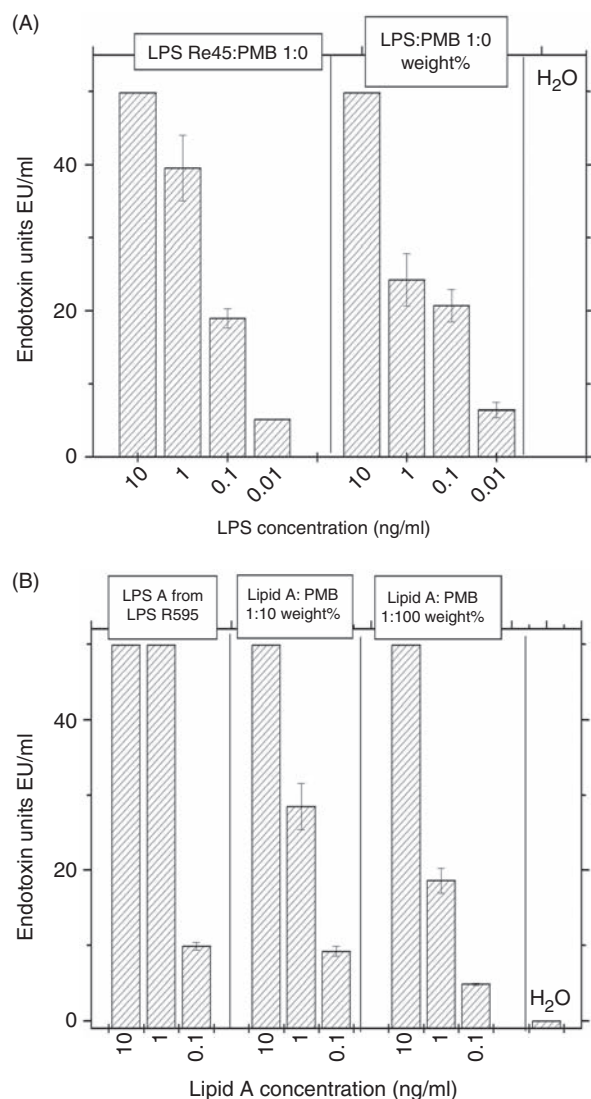 (A)
LPS Re45:PMB 1:0
LPS:PMB 1:0
weight%
H₂O
Endotoxin units EU/ml
40
20
0
10 1 0.1 0.01 10 1 0.1 0.01
LPS concentration (ng/ml)
(B)
LPS A from
LPS R595
Lipid A: PMB
1:10 weight%
Lipid A: PMB
1:100 weight%
Endotoxin units EU/ml
40
20
0
H₂O
10 1 0.1 10 1 0.1 10 1 0.1
Lipid A concentration (ng/ml)